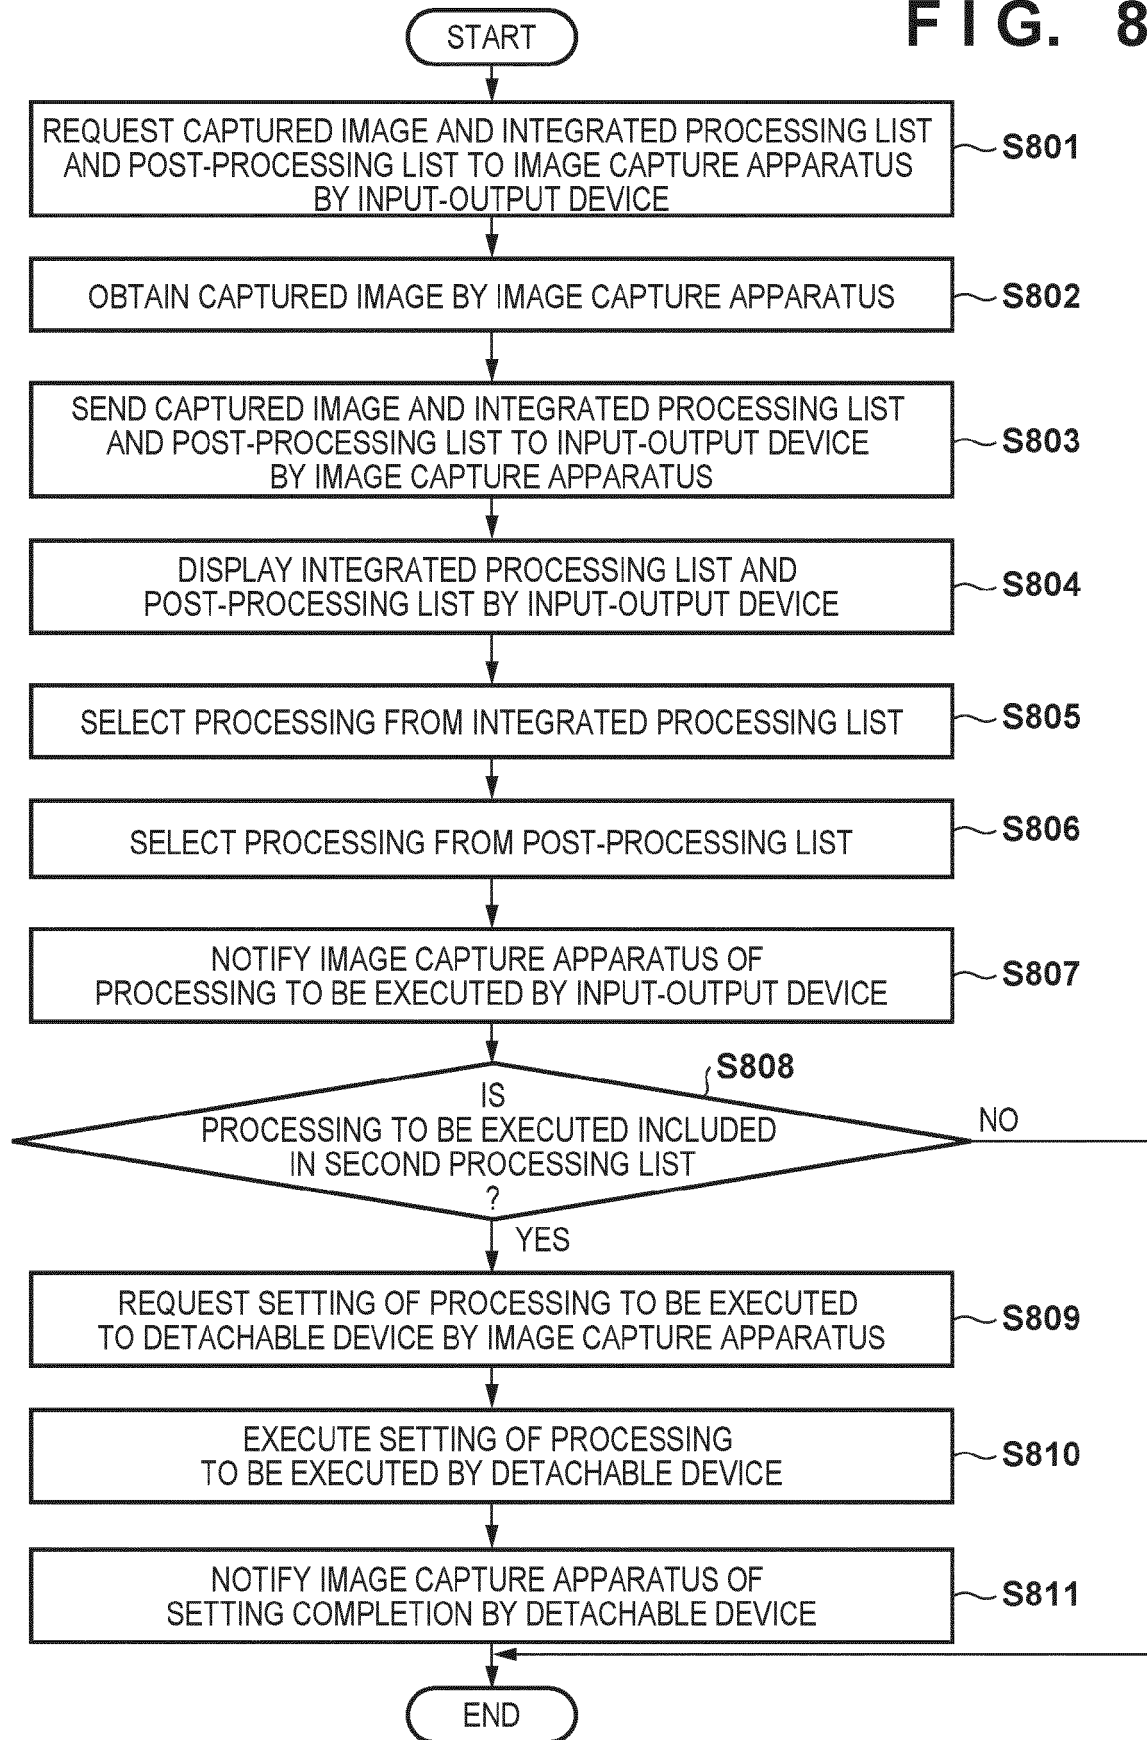 FIG. 8
START
REQUEST CAPTURED IMAGE AND INTEGRATED PROCESSING LIST
AND POST-PROCESSING LIST TO IMAGE CAPTURE APPARATUS
BY INPUT-OUTPUT DEVICE
S801
OBTAIN CAPTURED IMAGE BY IMAGE CAPTURE APPARATUS
S802
SEND CAPTURED IMAGE AND INTEGRATED PROCESSING LIST
AND POST-PROCESSING LIST TO INPUT-OUTPUT DEVICE
BY IMAGE CAPTURE APPARATUS
S803
DISPLAY INTEGRATED PROCESSING LIST AND
POST-PROCESSING LIST BY INPUT-OUTPUT DEVICE
S804
SELECT PROCESSING FROM INTEGRATED PROCESSING LIST
S805
SELECT PROCESSING FROM POST-PROCESSING LIST
S806
NOTIFY IMAGE CAPTURE APPARATUS OF
PROCESSING TO BE EXECUTED BY INPUT-OUTPUT DEVICE
S807
S808
IS
PROCESSING TO BE EXECUTED INCLUDED
IN SECOND PROCESSING LIST
?
NO
YES
REQUEST SETTING OF PROCESSING TO BE EXECUTED
TO DETACHABLE DEVICE BY IMAGE CAPTURE APPARATUS
S809
EXECUTE SETTING OF PROCESSING
TO BE EXECUTED BY DETACHABLE DEVICE
S810
NOTIFY IMAGE CAPTURE APPARATUS OF
SETTING COMPLETION BY DETACHABLE DEVICE
S811
END